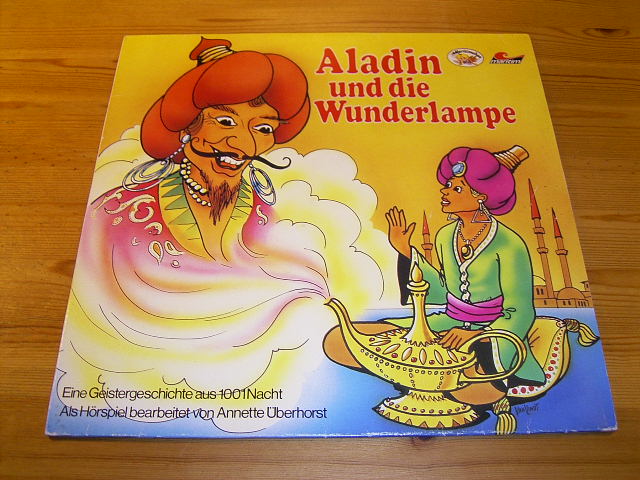 Aladin
und die
Wunderlampe
maritim
Eine Geistergeschichte aus 1001 Nacht
Als Hörspiel bearbeitet von Annette Überhorst